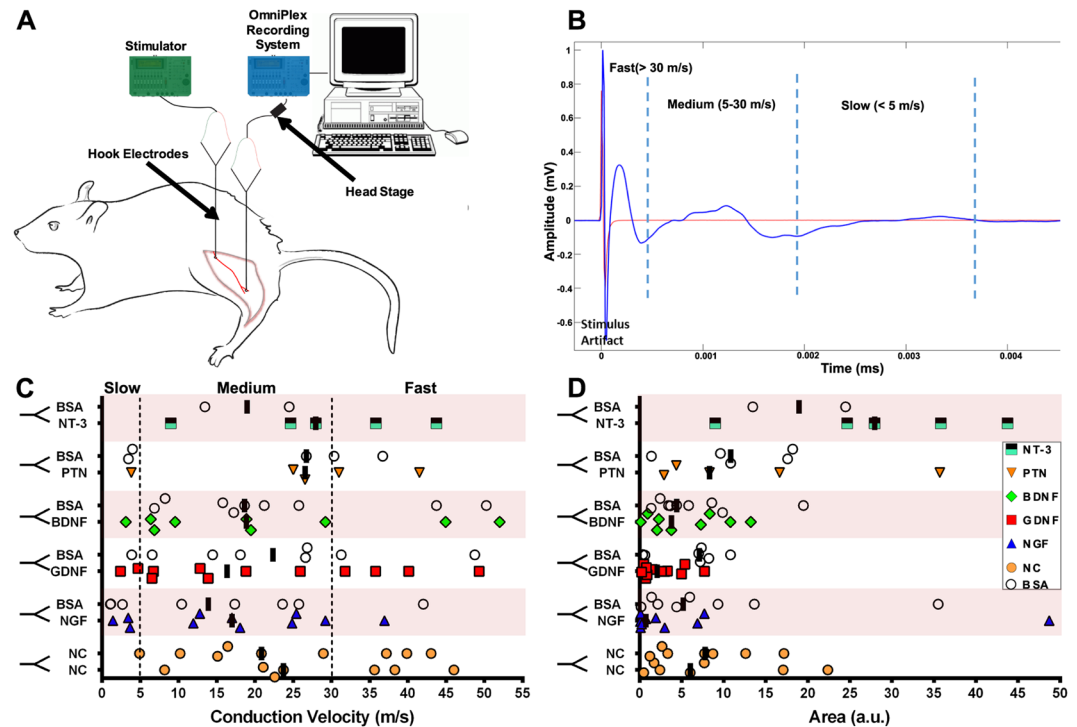 A
OmniPlex
Recording
System
Stimulator
Hook Electrodes
Head Stage
B
Fast(> 30 m/s)
Medium (5-30 m/s)
Slow (< 5 m/s)
Amplitude (mV)
1
0.8
0.6
0.4
0.2
0
-0.2
-0.4
-0.6
Stimulus
Artifact
0 0.001 0.002 0.003 0.004
Time (ms)
C
Slow Medium Fast
BSA
NT-3
BSA
PTN
BSA
BDNF
BSA
GDNF
BSA
NGF
NC
NC
0 5 10 15 20 25 30 35 40 45 50 55
Conduction Velocity (m/s)
D
BSA
NT-3
BSA
PTN
BSA
BDNF
BSA
GDNF
BSA
NGF
NC
NC
0 5 10 15 20 25 30 35 40 45 50
Area (a.u.)
NT-3
PTN
BDNF
GDNF
NGF
NC
BSA